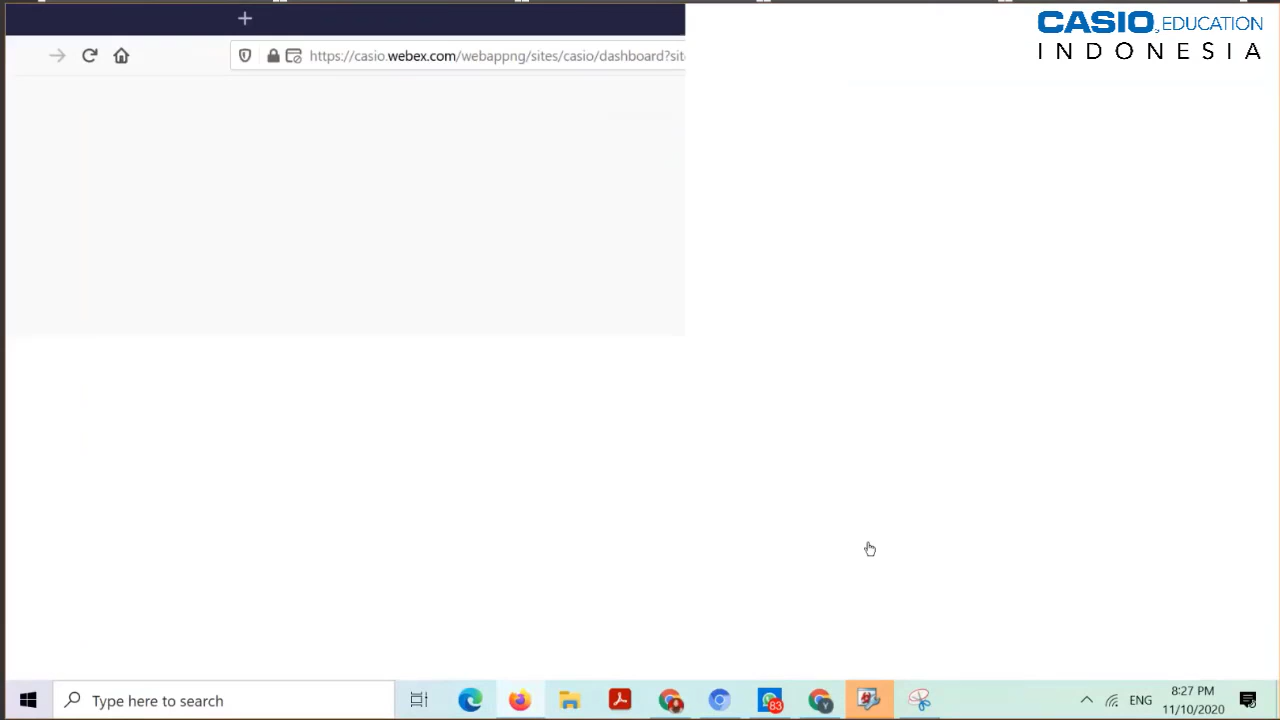 CASIO EDUCATION
INDONESIA
https://casio.webex.com/webappng/sites/casio/dashboard?sit
Type here to search
83
ENG
8:27 PM
11/10/2020